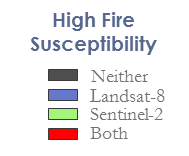 High Fire
Susceptibility
Neither
Landsat-8
Sentinel-2
Both